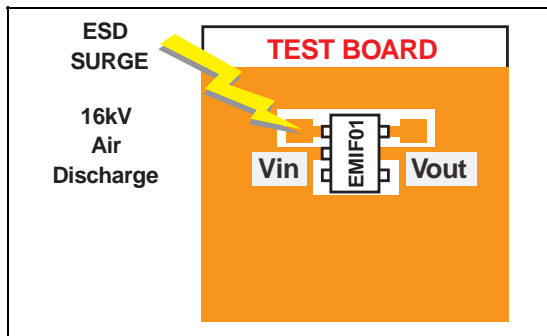 ESD
SURGE
16kV
Air
Discharge
TEST BOARD
Vin
EMIF01
Vout